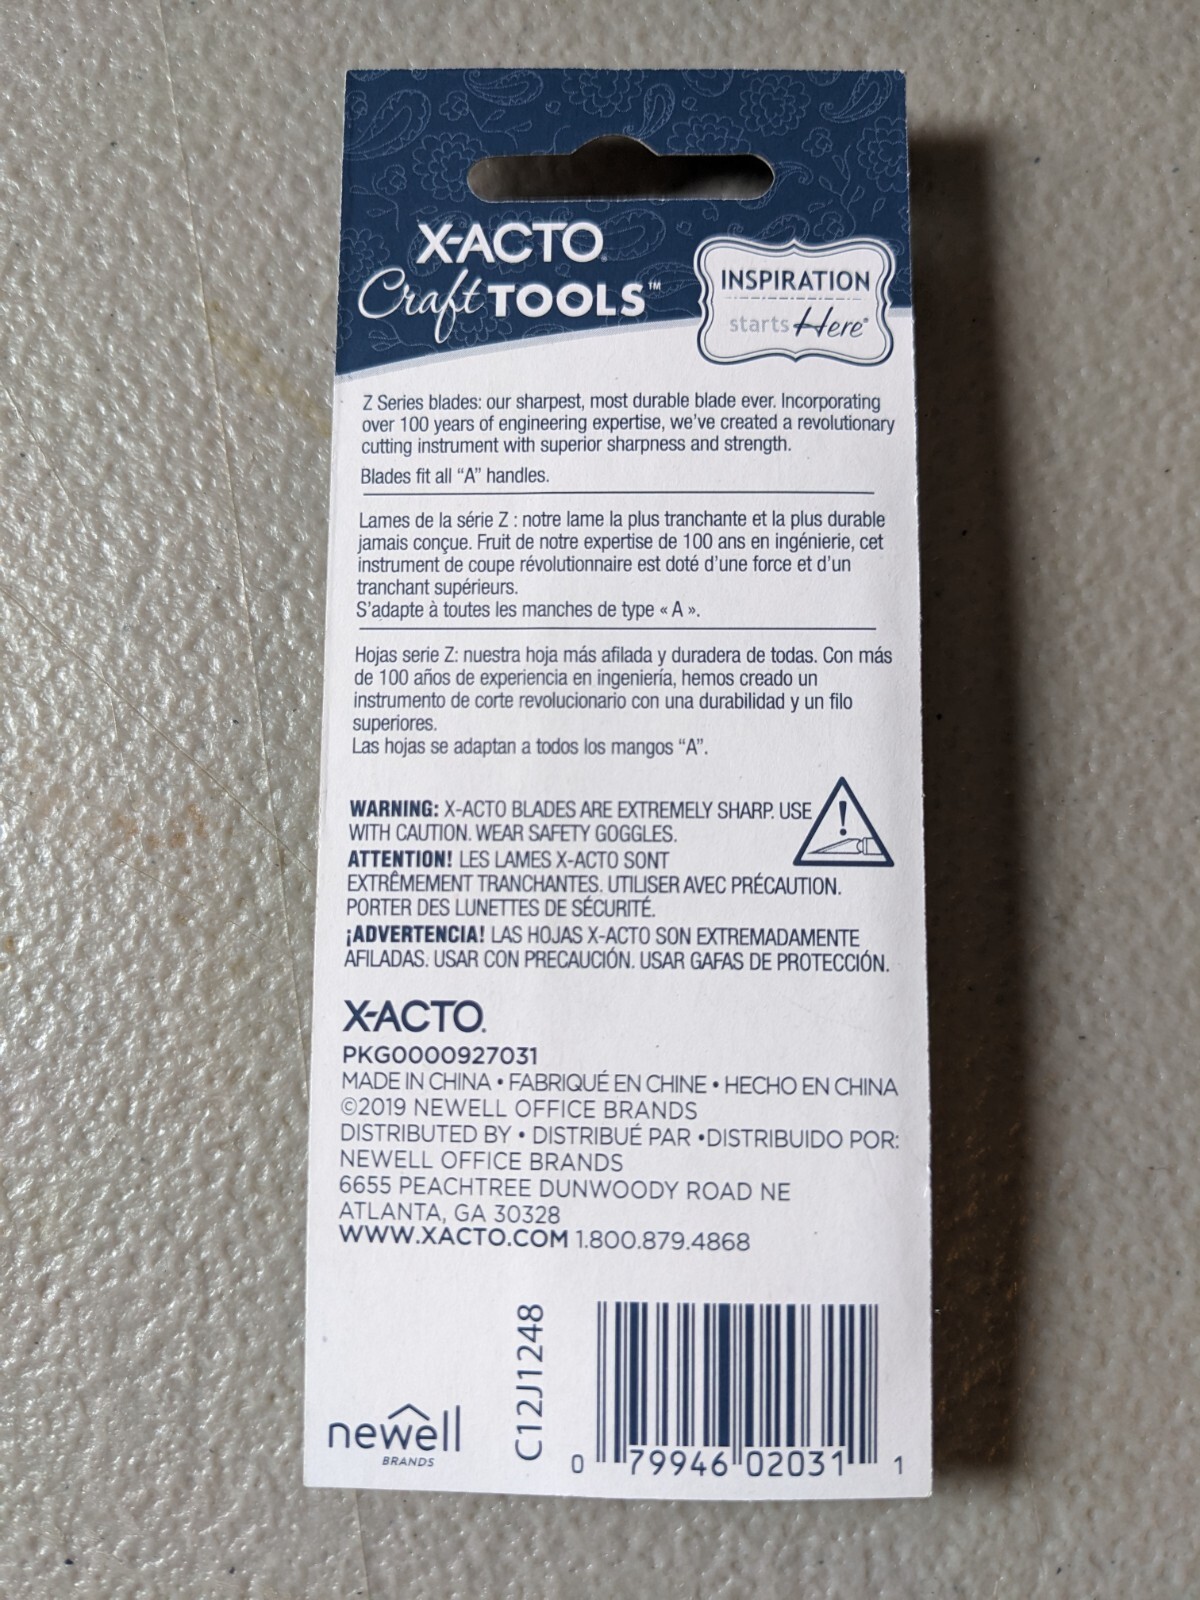 X-ACTO®
Craft TOOLS™
INSPIRATION
starts Here®
Z Series blades: our sharpest, most durable blade ever. Incorporating
over 100 years of engineering expertise, we've created a revolutionary
cutting instrument with superior sharpness and strength.
Blades fit all “A” handles.
Lames de la série Z : notre lame la plus tranchante et la plus durable
jamais conçue. Fruit de notre expertise de 100 ans en ingénierie, cet
instrument de coupe révolutionnaire est doté d'une force et d'un
tranchant supérieurs.
S'adapte à toutes les manches de type « A ».
Hojas serie Z: nuestra hoja más afilada y duradera de todas. Con más
de 100 años de experiencia en ingeniería, hemos creado un
instrumento de corte revolucionario con una durabilidad y un filo
superiores.
Las hojas se adaptan a todos los mangos “A”.
WARNING: X-ACTO BLADES ARE EXTREMELY SHARP. USE
WITH CAUTION. WEAR SAFETY GOGGLES.
ATTENTION! LES LAMES X-ACTO SONT
EXTRÊMEMENT TRANCHANTES. UTILISER AVEC PRÉCAUTION.
PORTER DES LUNETTES DE SÉCURITÉ.
¡ADVERTENCIA! LAS HOJAS X-ACTO SON EXTREMADAMENTE
AFILADAS. USAR CON PRECAUCIÓN. USAR GAFAS DE PROTECCIÓN.
X-ACTO®
PKG0000927031
MADE IN CHINA • FABRIQUÉ EN CHINE • HECHO EN CHINA
©2019 NEWELL OFFICE BRANDS
DISTRIBUTED BY • DISTRIBUÉ PAR •DISTRIBUIDO POR:
NEWELL OFFICE BRANDS
6655 PEACHTREE DUNWOODY ROAD NE
ATLANTA, GA 30328
WWW.XACTO.COM 1.800.879.4868
newell
BRANDS
C12J1248
0 79946 02031 1